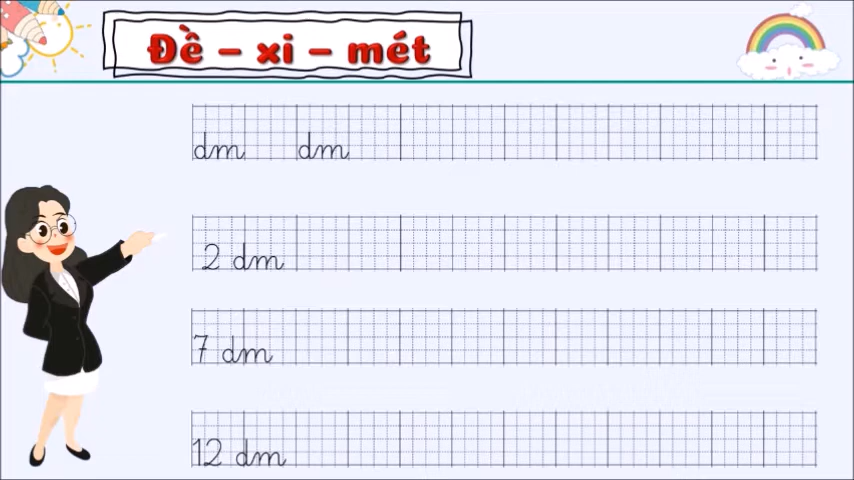 Đề – xi – mét
dm dm
2 dm
7 dm
12 dm